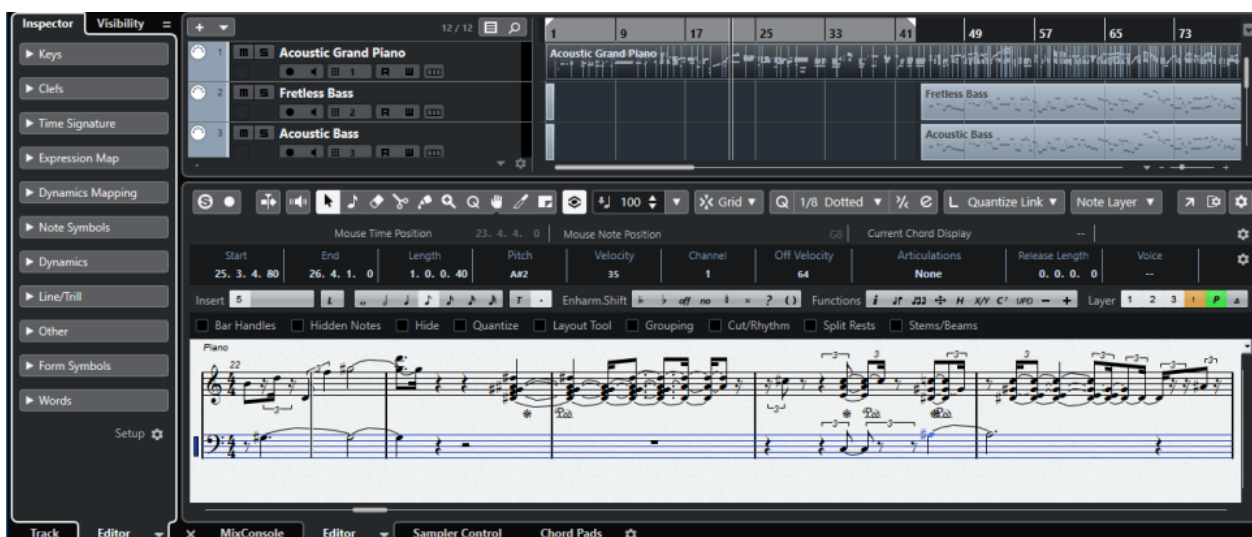 Inspector Visibility
12 / 12
1 9 17 25 33 41 49 57 65 73
Keys
1 m S Acoustic Grand Piano
1 R W
Acoustic Grand Piano
Clefs
2 m S Fretless Bass
2 R W
Fretless Bass
Time Signature
3 m S Acoustic Bass
3 R W
Acoustic Bass
Expression Map
Dynamics Mapping
Note Symbols
Dynamics
Line/Trill
Other
Form Symbols
Words
Setup
S 100 Grid Q 1/8 Dotted L Quantize Link Note Layer
Mouse Time Position 23. 4. 4. 0 Mouse Note Position G8 Current Chord Display --
Start End Length Pitch Velocity Channel Off Velocity Articulations Release Length Voice
25. 3. 4. 80 26. 4. 1. 0 1. 0. 0. 40 A#2 35 1 64 None 0. 0. 0. 0 --
Insert 5 L T . Enharm.Shift off no ? ( ) Functions i H X/Y C7 UPD - + Layer 1 2 3 P
Bar Handles Hidden Notes Hide Quantize Layout Tool Grouping Cut/Rhythm Split Rests Stems/Beams
Piano
22
Track Editor MixConsole Editor Sampler Control Chord Pads